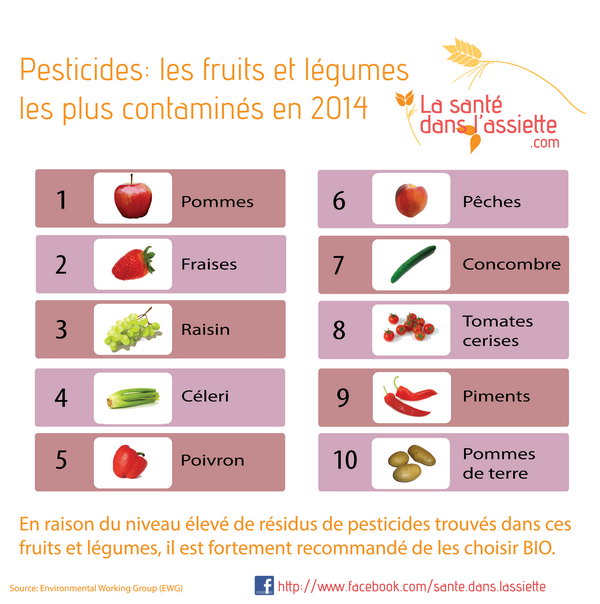 Pesticides: les fruits et légumes
les plus contaminés en 2014
La santé
dans l'assiette
.com
1 Pommes
2 Fraises
3 Raisin
4 Céleri
5 Poivron
6 Pêches
7 Concombre
8 Tomates
cerises
9 Piments
10 Pommes
de terre
En raison du niveau élevé de résidus de pesticides trouvés dans ces
fruits et légumes, il est fortement recommandé de les choisir BIO.
Source: Environmental Working Group (EWG)
f http://www.facebook.com/sante.dans.lassiette